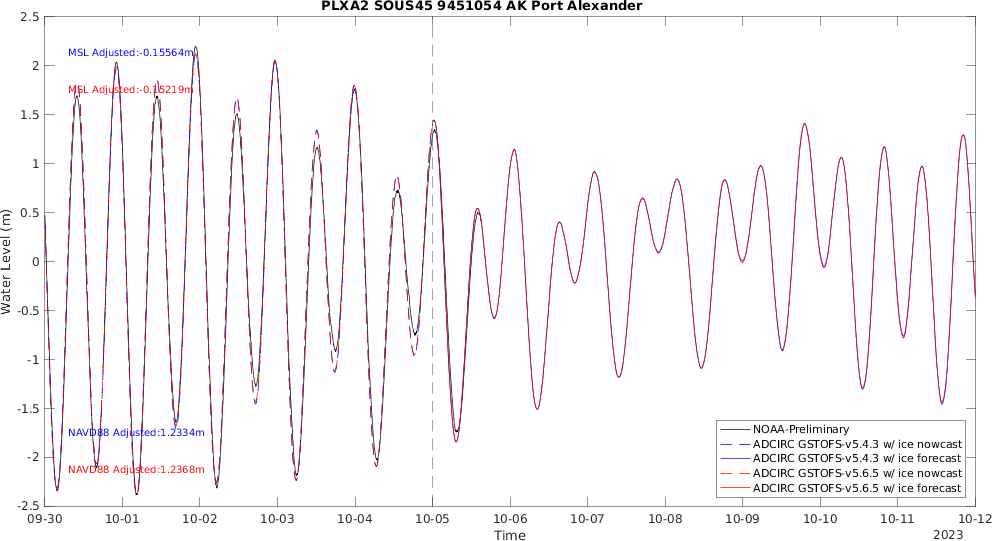 PLXA2 SOUS45 9451054 AK Port Alexander
2.5
2
1.5
1
0.5
0
-0.5
-1
-1.5
-2
-2.5
Water Level (m)
MSL Adjusted:-0.15564m
MSL Adjusted:-0.15219m
NAVD88 Adjusted:1.2334m
NAVD88 Adjusted:1.2368m
NOAA-Preliminary
ADCIRC GSTOFS-v5.4.3 w/ ice nowcast
ADCIRC GSTOFS-v5.4.3 w/ ice forecast
ADCIRC GSTOFS-v5.6.5 w/ ice nowcast
ADCIRC GSTOFS-v5.6.5 w/ ice forecast
09-30 10-01 10-02 10-03 10-04 10-05 10-06 10-07 10-08 10-09 10-10 10-11 10-12
Time
2023